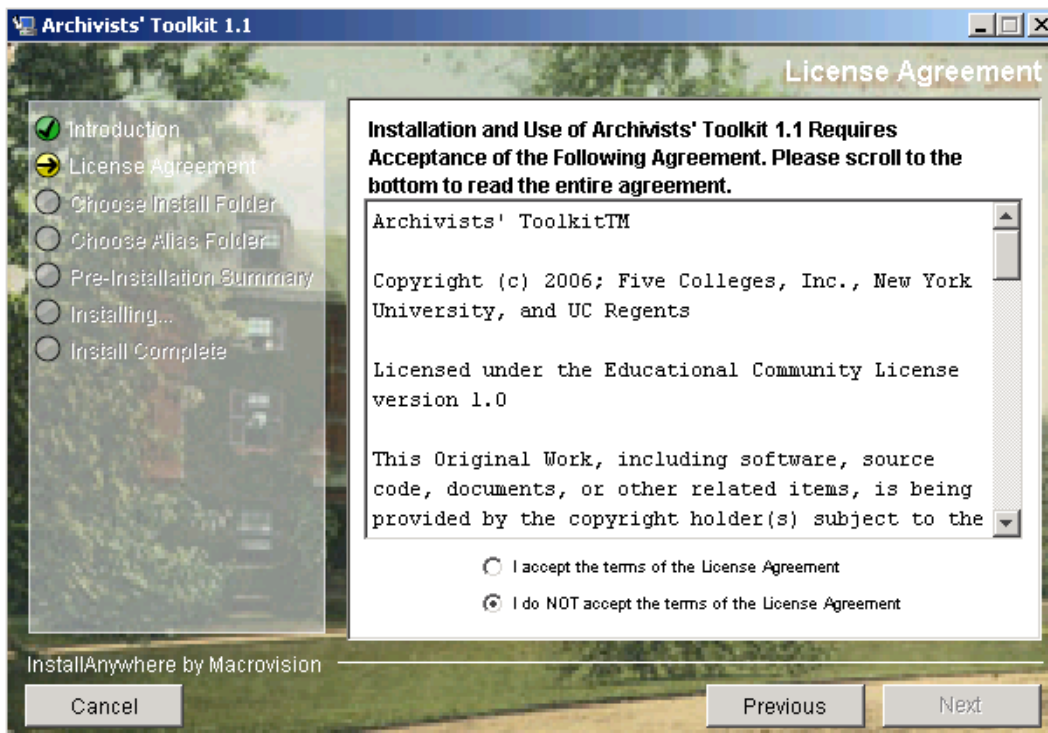 Archivists' Toolkit 1.1
License Agreement
Introduction
License Agreement
Choose Install Folder
Choose Alias Folder
Pre-Installation Summary
Installing...
Install Complete
Installation and Use of Archivists' Toolkit 1.1 Requires
Acceptance of the Following Agreement. Please scroll to the
bottom to read the entire agreement.
Archivists' ToolkitTM
Copyright (c) 2006; Five Colleges, Inc., New York
University, and UC Regents
Licensed under the Educational Community License
version 1.0
This Original Work, including software, source
code, documents, or other related items, is being
provided by the copyright holder(s) subject to the
I accept the terms of the License Agreement
I do NOT accept the terms of the License Agreement
InstallAnywhere by Macrovision
Cancel
Previous
Next